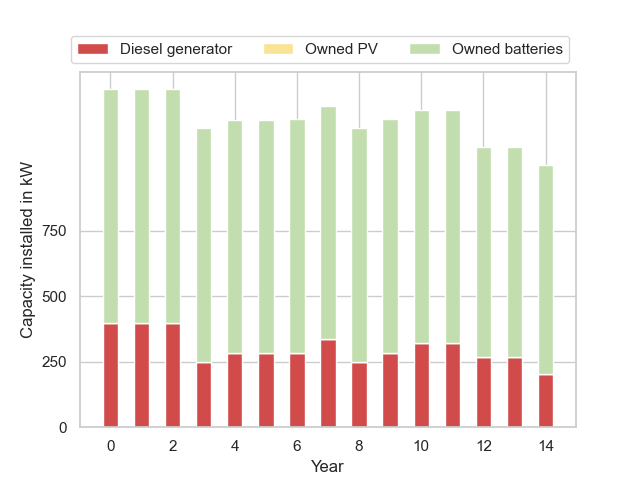 Diesel generator Owned PV Owned batteries
Capacity installed in kW
750
500
250
0
0 2 4 6 8 10 12 14
Year